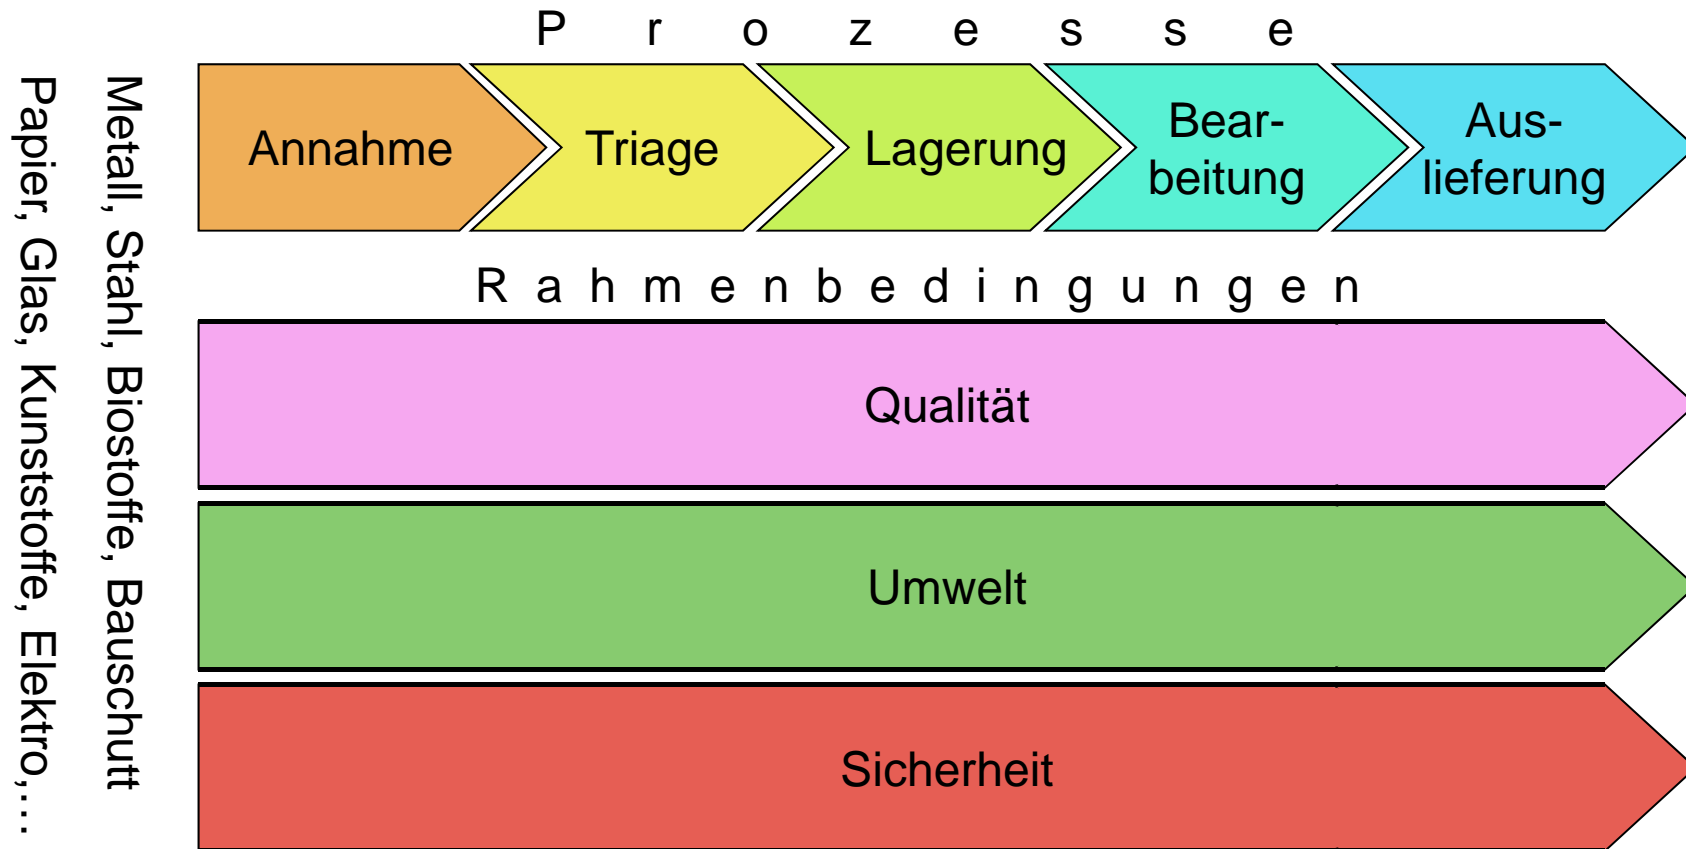 P r o z e s s e
Annahme
Triage
Lagerung
Bear-
beitung
Aus-
lieferung
Metall, Stahl, Biostoffe, Bauschutt
Papier, Glas, Kunststoffe, Elektro,...
R a h m e n b e d i n g u n g e n
Qualität
Umwelt
Sicherheit